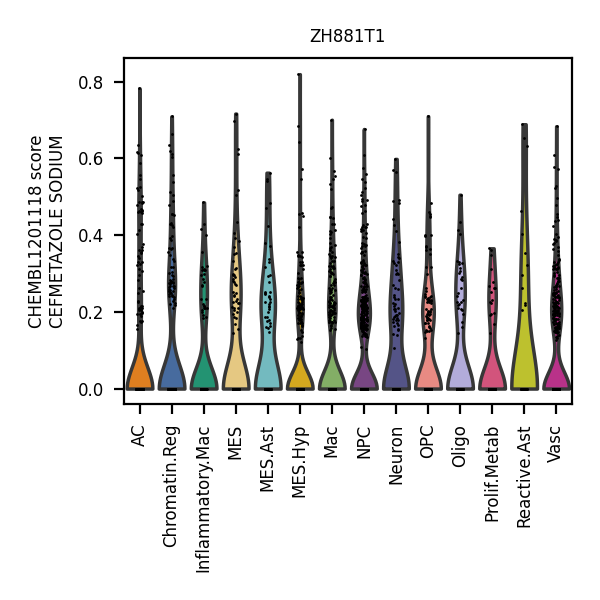 ZH881T1
CHEMBL1201118 score
CEFMETAZOLE SODIUM
0.8
0.6
0.4
0.2
0.0
AC
Chromatin.Reg
Inflammatory.Mac
MES
MES.Ast
MES.Hyp
Mac
NPC
Neuron
OPC
Oligo
Prolif.Metab
Reactive.Ast
Vasc